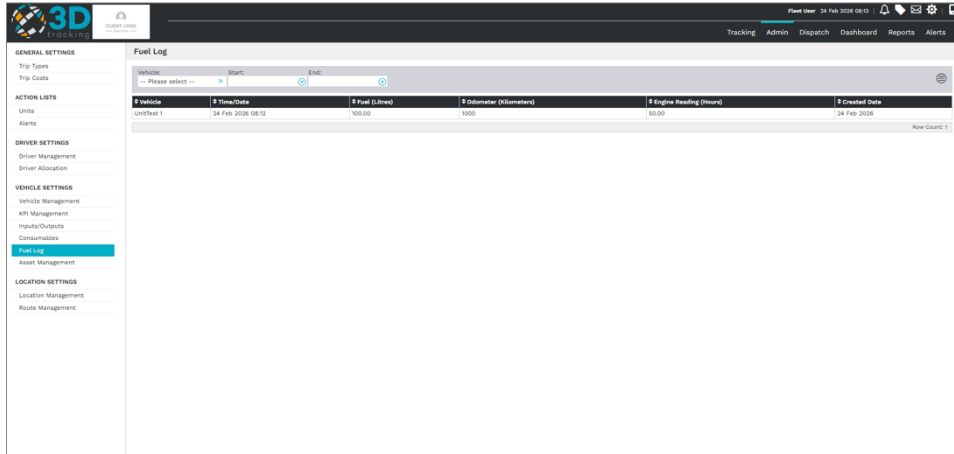 3D
tracking
CLIENT LOGO
Fleet User 24 Feb 2026 08:13
Tracking Admin Dispatch Dashboard Reports Alerts
GENERAL SETTINGS
Trip Types
Trip Costs
ACTION LISTS
Units
Alerts
DRIVER SETTINGS
Driver Management
Driver Allocation
VEHICLE SETTINGS
Vehicle Management
KPI Management
Inputs/Outputs
Consumables
Fuel Log
Asset Management
LOCATION SETTINGS
Location Management
Route Management
Fuel Log
Vehicle: Start: End:
-- Please select --
Vehicle Time/Date Fuel (Litres) Odometer (Kilometers) Engine Reading (Hours) Created Date
UnitTest 1 24 Feb 2026 08:12 100.00 1000 50.00 24 Feb 2026
Row Count: 1